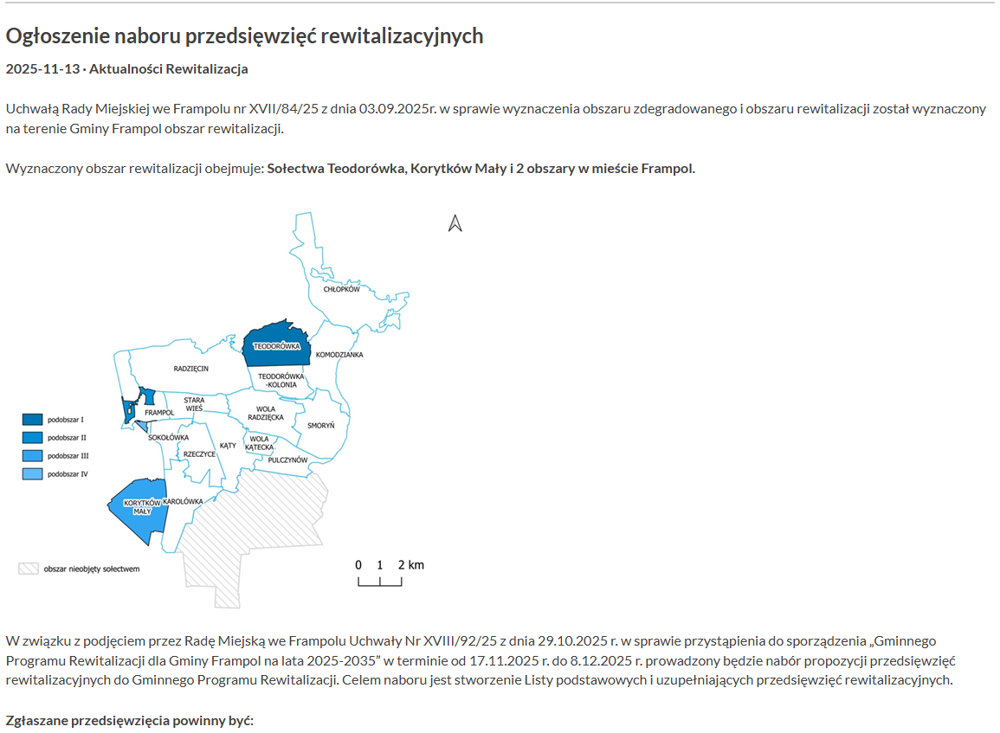 Ogłoszenie naboru przedsięwzięć rewitalizacyjnych
2025-11-13 · Aktualności Rewitalizacja
Uchwałą Rady Miejskiej we Frampolu nr XVII/84/25 z dnia 03.09.2025r. w sprawie wyznaczenia obszaru zdegradowanego i obszaru rewitalizacji został wyznaczony
na terenie Gminy Frampol obszar rewitalizacji.
Wyznaczony obszar rewitalizacji obejmuje: Sołectwa Teodorówka, Korytków Mały i 2 obszary w mieście Frampol.
CHŁOPKÓW
TEODORÓWKA
KOMODZIANKA
RADZIĘCIN
TEODORÓWKA
-KOLONIA
STARA
WIEŚ
FRAMPOL
WOLA
RADZIĘCKA
SMORYŃ
SOKOŁÓWKA
RZECZYCE
KĄTY
WOLA
KĄTECKA
PULCZYNÓW
KORYTKÓW
MAŁY
KAROLÓWKA
podobszar I
podobszar II
podobszar III
podobszar IV
obszar nieobjęty sołectwem
0 1 2 km
W związku z podjęciem przez Radę Miejską we Frampolu Uchwały Nr XVIII/92/25 z dnia 29.10.2025 r. w sprawie przystąpienia do sporządzenia „Gminnego
Programu Rewitalizacji dla Gminy Frampol na lata 2025-2035” w terminie od 17.11.2025 r. do 8.12.2025 r. prowadzony będzie nabór propozycji przedsięwzięć
rewitalizacyjnych do Gminnego Programu Rewitalizacji. Celem naboru jest stworzenie Listy podstawowych i uzupełniających przedsięwzięć rewitalizacyjnych.
Zgłaszane przedsięwzięcia powinny być: